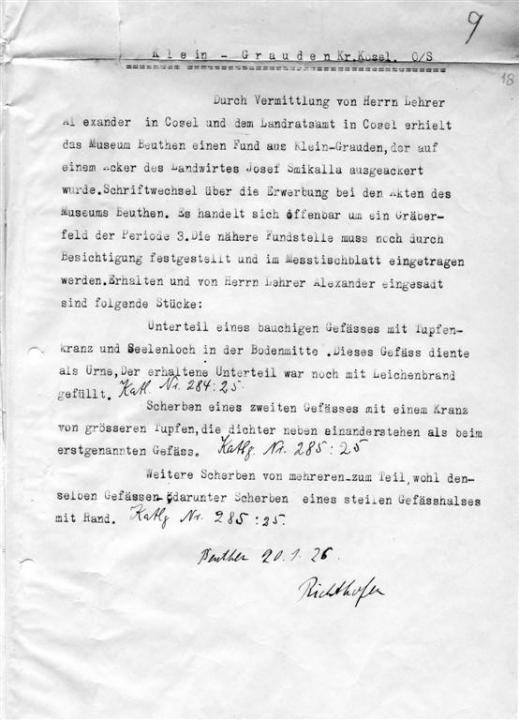 9
18
Klein - Grauden Kr.Kosel. O/S
Durch Vermittlung von Herrn Lehrer
Alexander in Cosel und dem Landratsamt in Cosel erhielt
das Museum Beuthen einen Fund aus Klein-Grauden,der auf
einem Acker des Landwirtes Josef Smikalla ausgeackert
wurde.Schriftwechsel über die Erwerbung bei den Akten des
Museums Beuthen. Es handelt sich offenbar um ein Gräber-
feld der Periode 3.Die nähere Fundstelle muss noch durch
Besichtigung festgestellt und im Messtischblatt eingetragen
werden.Erhalten und von Herrn Lehrer Alexander eingesadt
sind folgende Stücke:
Unterteil eines bauchigen Gefässes mit Tupfen-
kranz und Seelenloch in der Bodenmitte .Dieses Gefäss diente
als Urne,Der erhaltene Unterteil war noch mit Leichenbrand
gefüllt. Katl. Nr. 284:25
Scherben eines zweiten Gefässes mit einem Kranz
von grösseren Tupfen,die dichter neben einanderstehen als beim
erstgenannten Gefäss. Katlg Nr. 285:25
Weitere Scherben von mehreren-zum Teil,wohl den-
selben Gefässen-darunter Scherben eines steilen Gefässhalses
mit Rand. Katlg Nr. 285:25.
Beuthen 20.1.26.
Richthofen